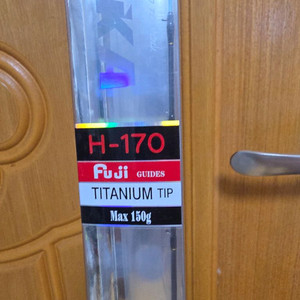 H-170
Fuji GUIDES
TITANIUM TIP
Max 150g